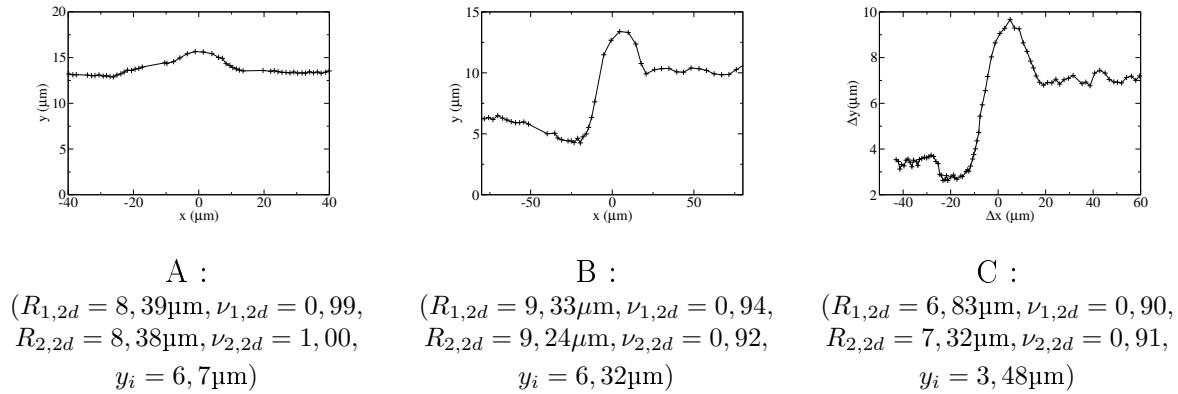 20
15
10
5
0
y (µm)
-40
-20
0
20
40
x (µm)
15
10
5
0
y (µm)
-50
0
50
x (µm)
10
8
6
4
2
Δy(µm)
-40
-20
0
20
40
60
Δx (µm)
A :
(R1,2d = 8,39µm, ν1,2d = 0,99,
R2,2d = 8,38µm, ν2,2d = 1,00,
yi = 6,7µm)
B :
(R1,2d = 9,33µm, ν1,2d = 0,94,
R2,2d = 9,24µm, ν2,2d = 0,92,
yi = 6,32µm)
C :
(R1,2d = 6,83µm, ν1,2d = 0,90,
R2,2d = 7,32µm, ν2,2d = 0,91,
yi = 3,48µm)